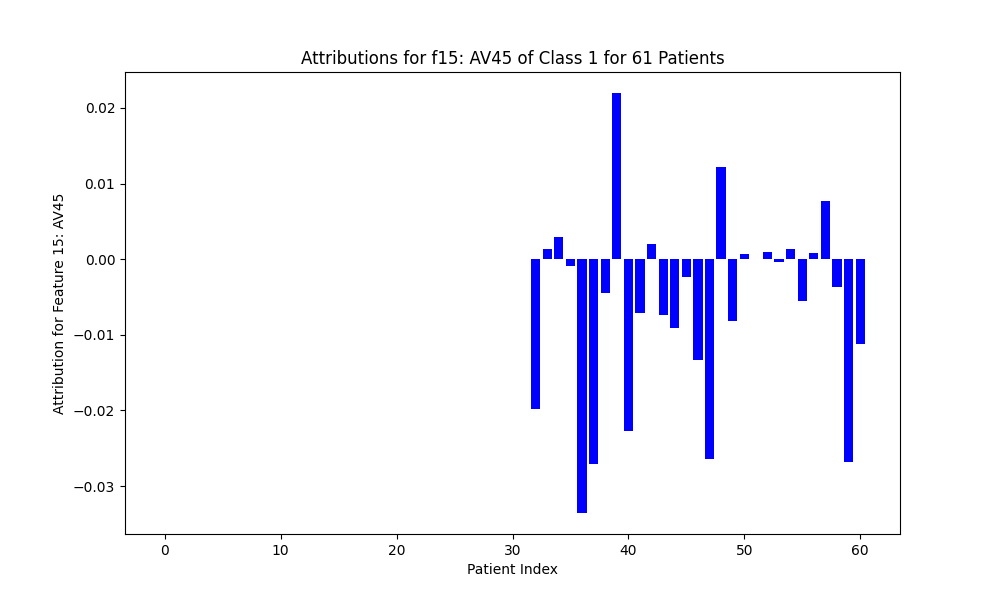 Attributions for f15: AV45 of Class 1 for 61 Patients
Attribution for Feature 15: AV45
0.02
0.01
0.00
−0.01
−0.02
−0.03
0 10 20 30 40 50 60
Patient Index